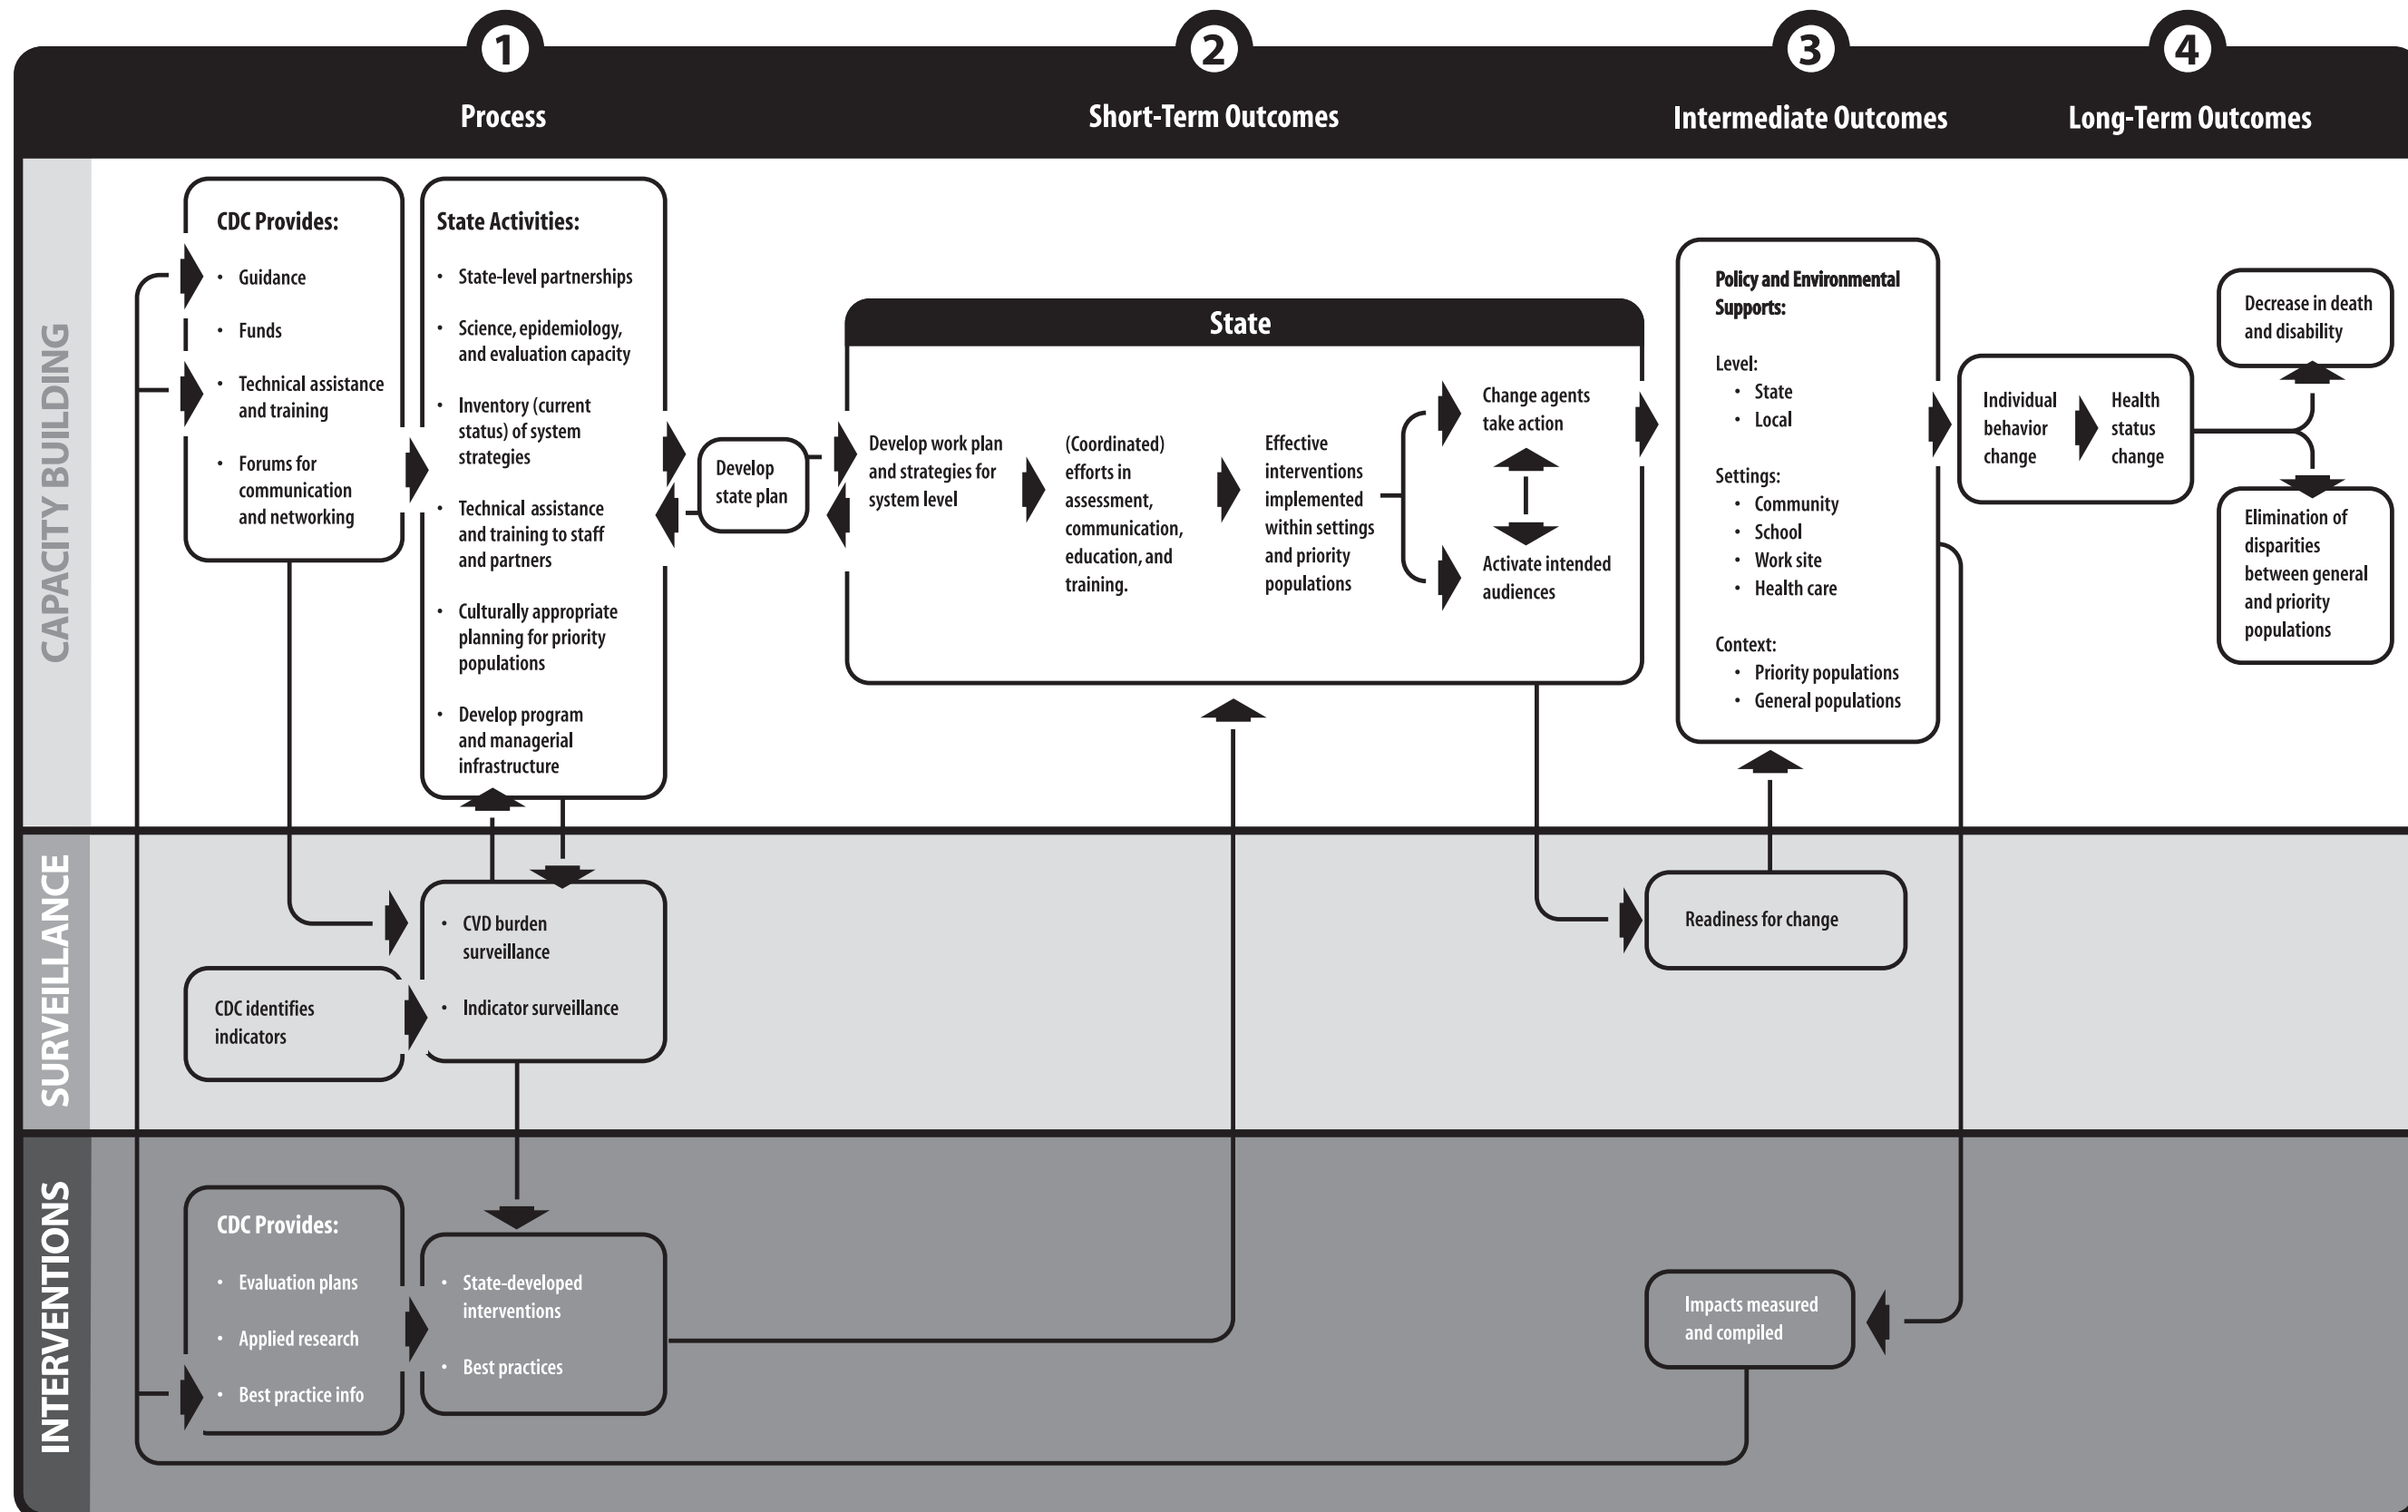 1
2
3
4
Process
Short-Term Outcomes
Intermediate Outcomes
Long-Term Outcomes
CAPACITY BUILDING
CDC Provides:
• Guidance
• Funds
• Technical assistance
and training
• Forums for
communication
and networking
State Activities:
• State-level partnerships
• Science, epidemiology,
and evaluation capacity
• Inventory (current
status) of system
strategies
• Technical assistance
and training to staff
and partners
• Culturally appropriate
planning for priority
populations
• Develop program
and managerial
infrastructure
Develop
state plan
State
Develop work plan
and strategies for
system level
(Coordinated)
efforts in
assessment,
communication,
education, and
training.
Effective
interventions
implemented
within settings
and priority
populations
Change agents
take action
Activate intended
audiences
Policy and Environmental
Supports:
Level:
• State
• Local
Settings:
• Community
• School
• Work site
• Health care
Context:
• Priority populations
• General populations
Individual
behavior
change
Health
status
change
Decrease in death
and disability
Elimination of
disparities
between general
and priority
populations
SURVEILLANCE
CDC identifies
indicators
• CVD burden
surveillance
• Indicator surveillance
Readiness for change
INTERVENTIONS
CDC Provides:
• Evaluation plans
• Applied research
• Best practice info
• State-developed
interventions
• Best practices
Impacts measured
and compiled